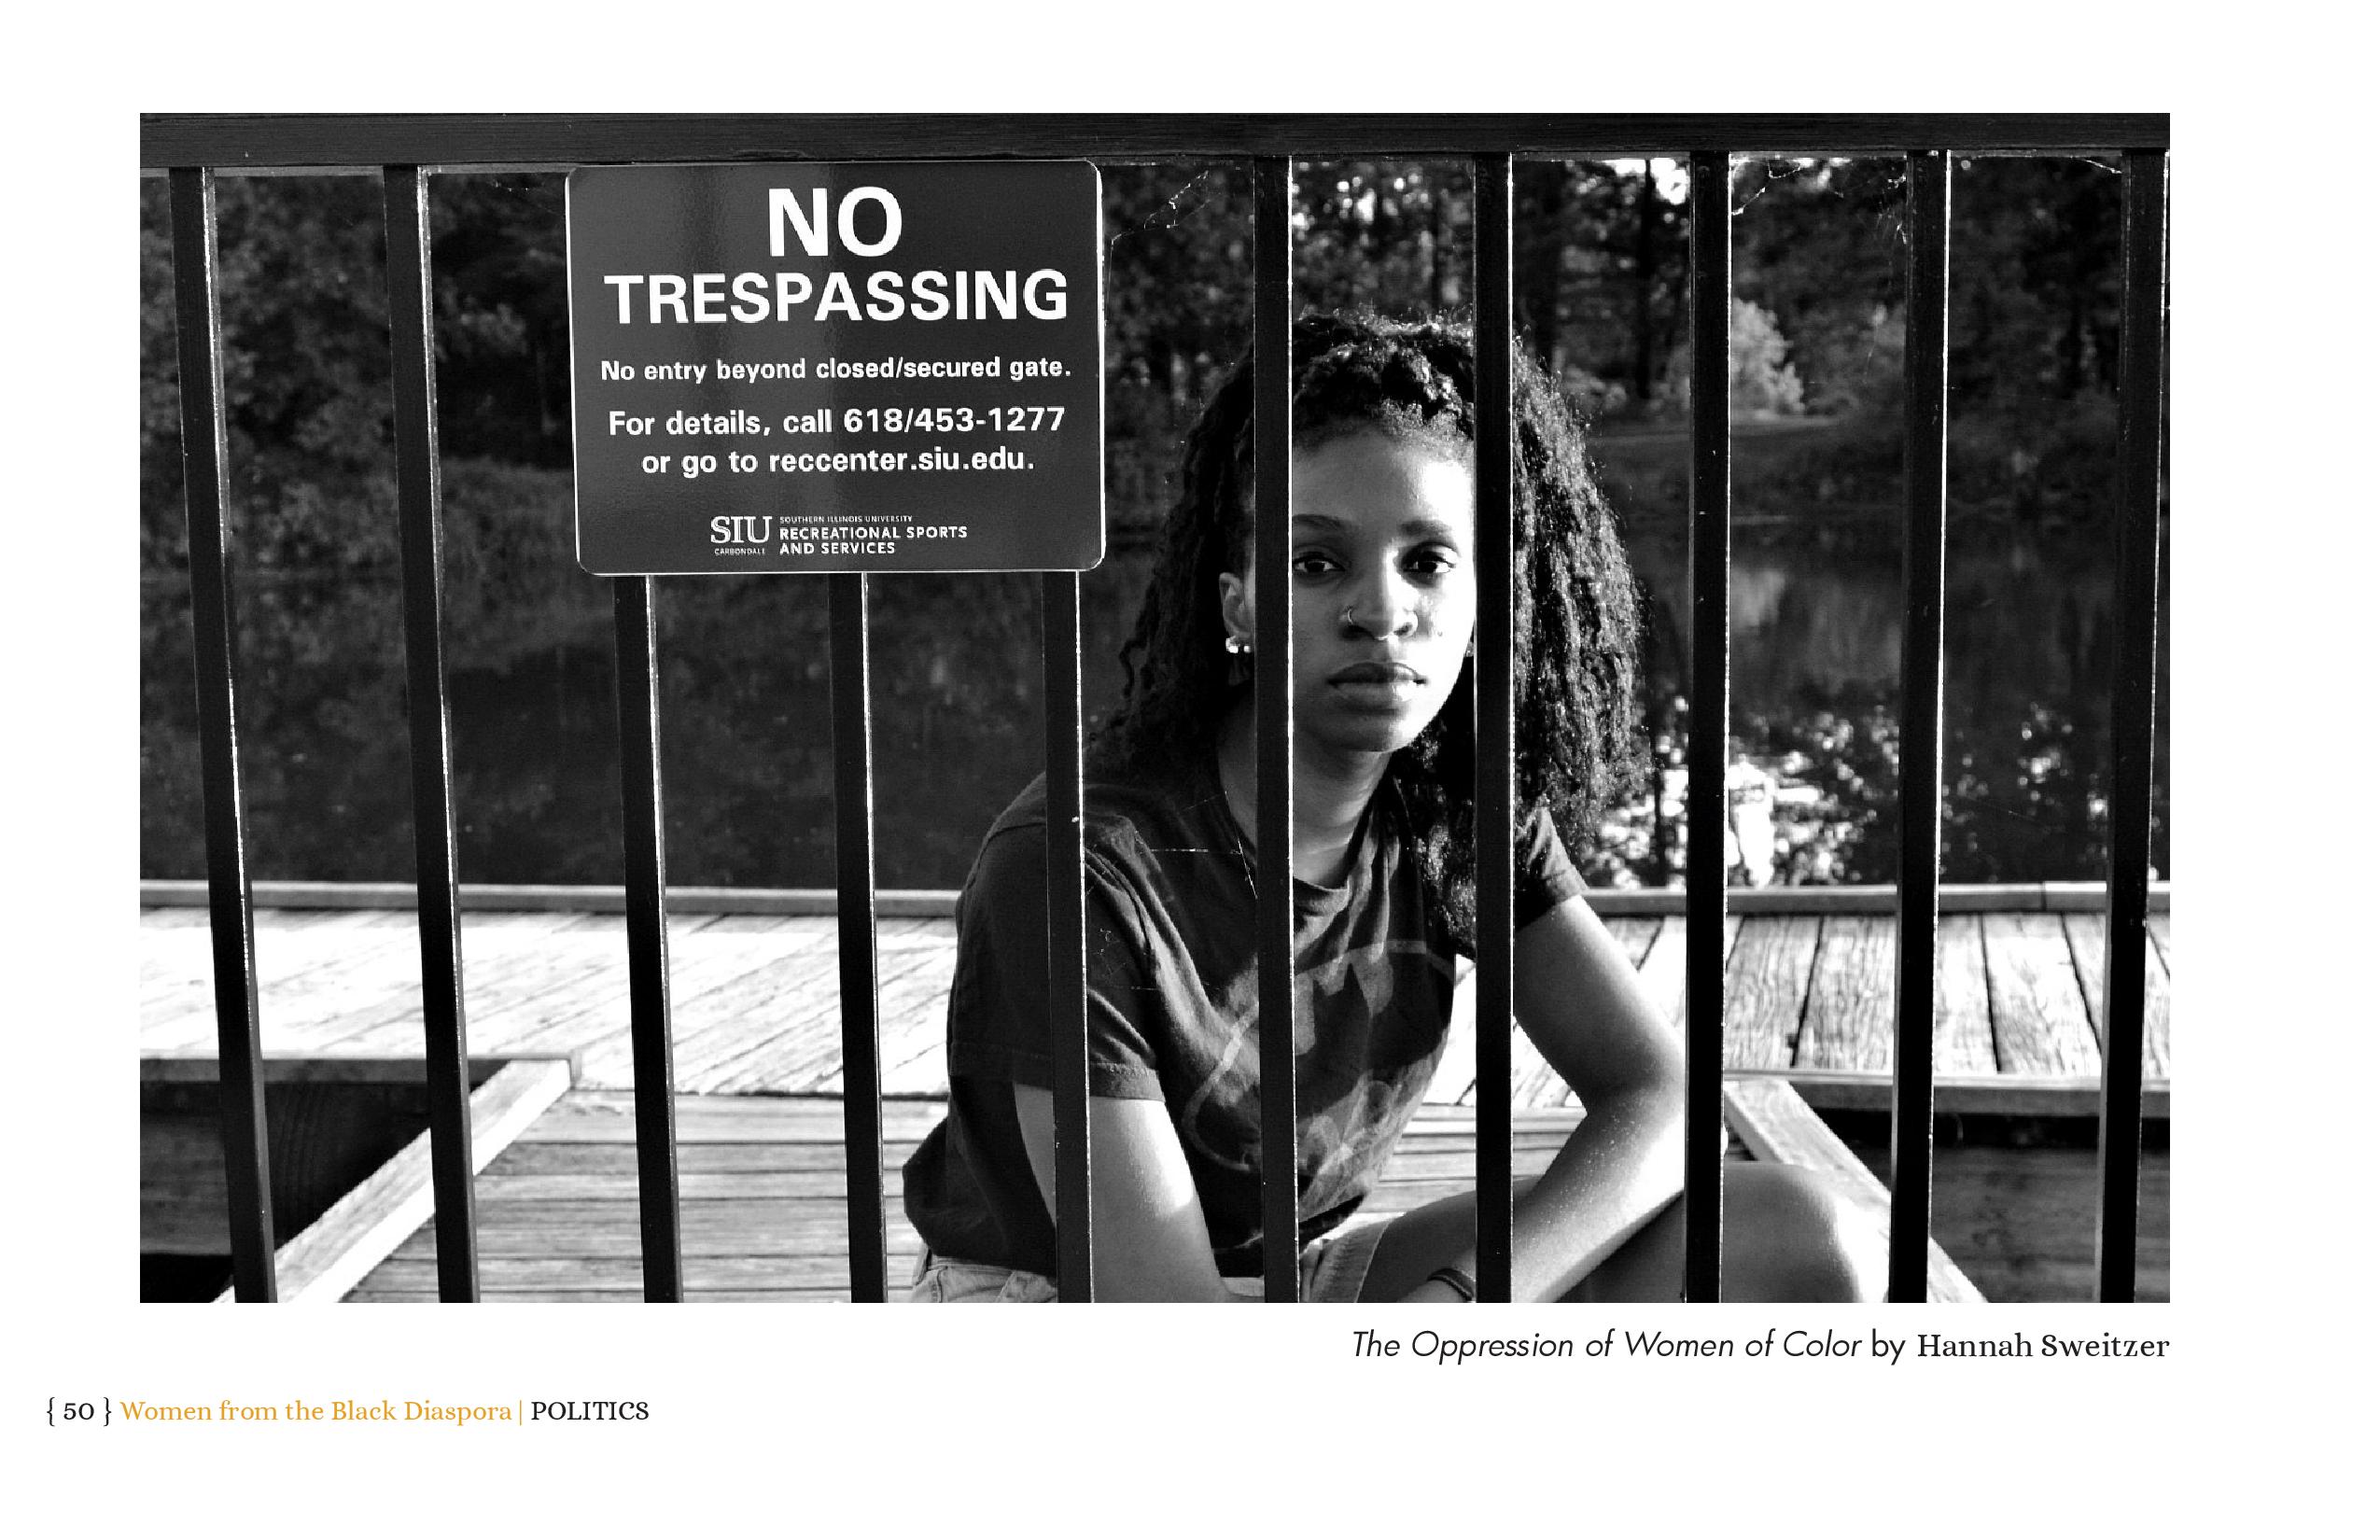 NO
TRESPASSING
No entry beyond closed/secured gate.
For details, call 618/453-1277
or go to reccenter.siu.edu.
SIU
CARBONDALE
SOUTHERN ILLINOIS UNIVERSITY
RECREATIONAL SPORTS
AND SERVICES
The Oppression of Women of Color by Hannah Sweitzer
{ 50 } Women from the Black Diaspora | POLITICS